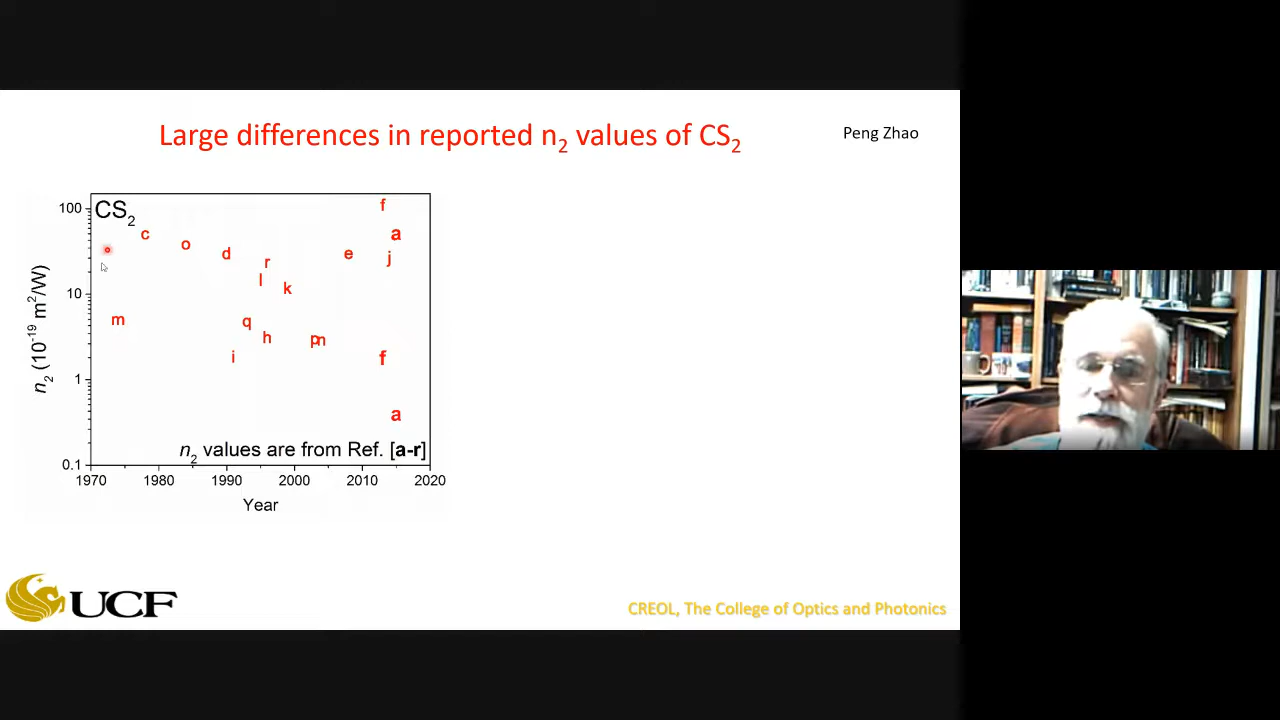 Large differences in reported n₂ values of CS₂
Peng Zhao
CS₂
100
10
1
0.1
n₂ (10⁻¹⁹ m²/W)
f
c
a
o
d
e
r
j
l
k
m
q
h
pn
i
f
a
n₂ values are from Ref. [a-r]
1970 1980 1990 2000 2010 2020
Year
UCF
CREOL, The College of Optics and Photonics